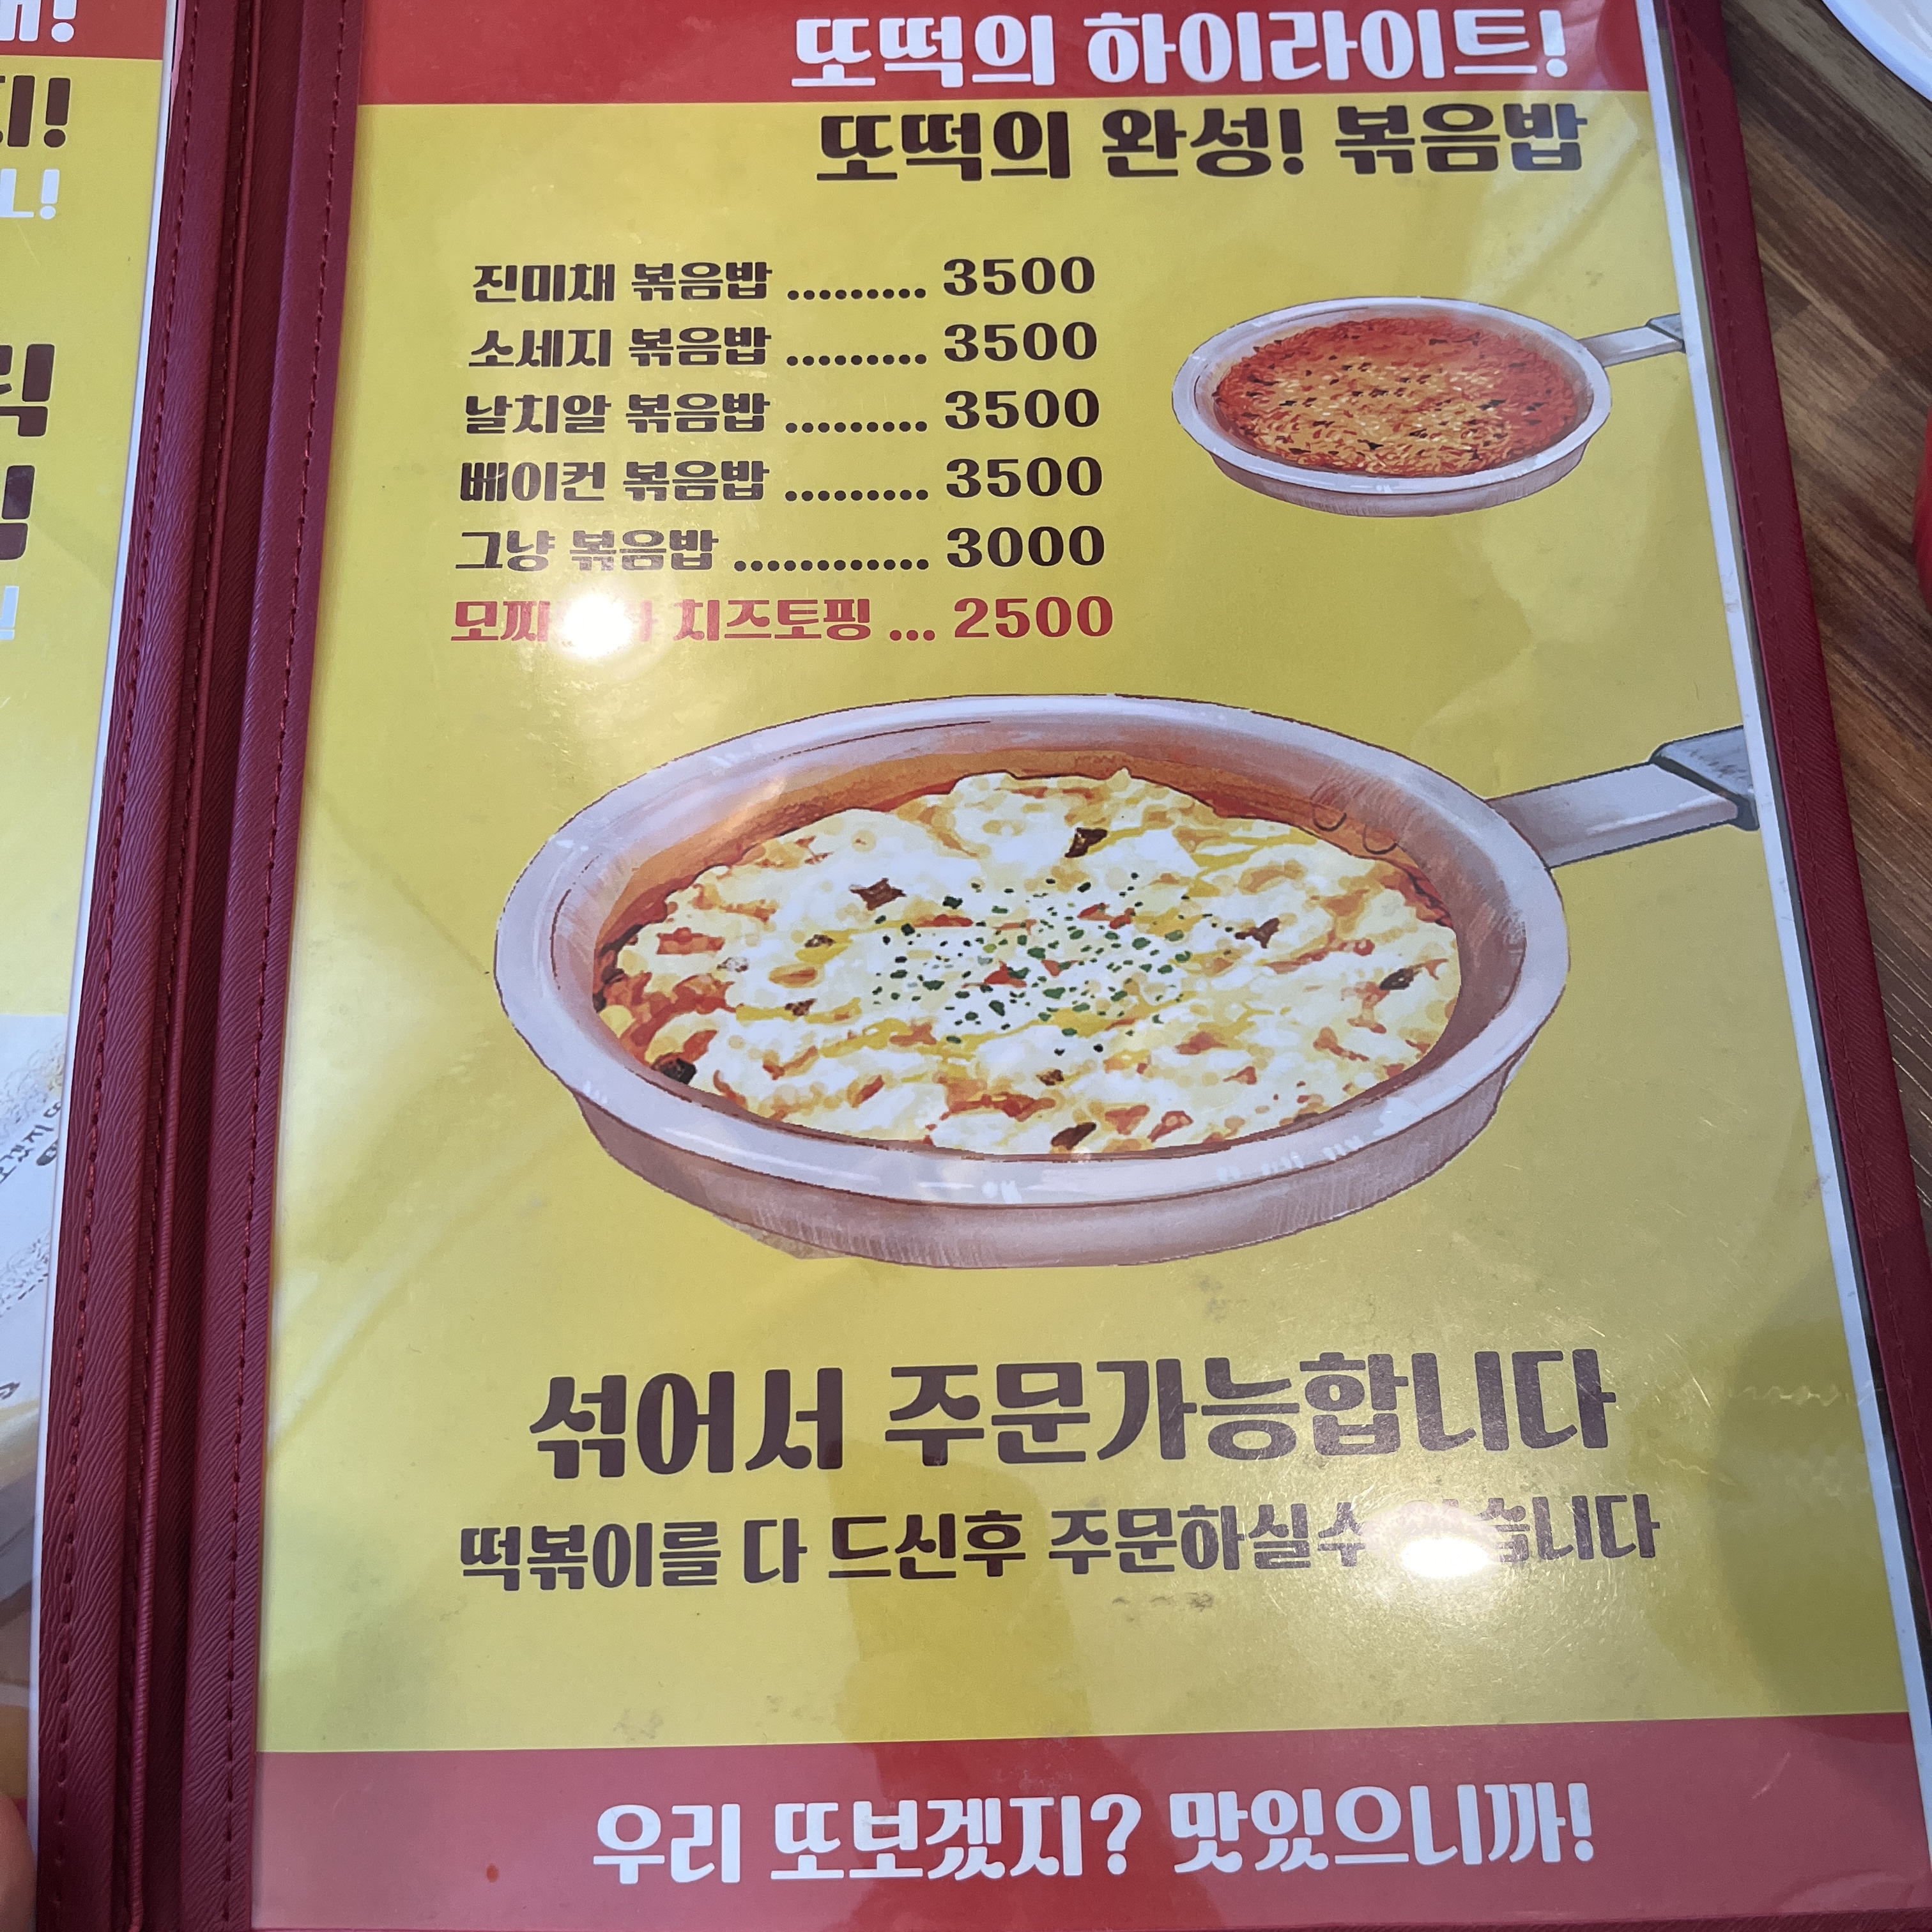 또떡의 하이라이트!
또떡의 완성! 볶음밥
진미채 볶음밥 ......... 3500
소세지 볶음밥 ......... 3500
날치알 볶음밥 ......... 3500
베이컨 볶음밥 ......... 3500
그냥 볶음밥 ............ 3000
치즈토핑 ... 2500
섞어서 주문가능합니다
떡볶이를 다 드신후 주문하실수
우리 또보겠지? 맛있으니까!